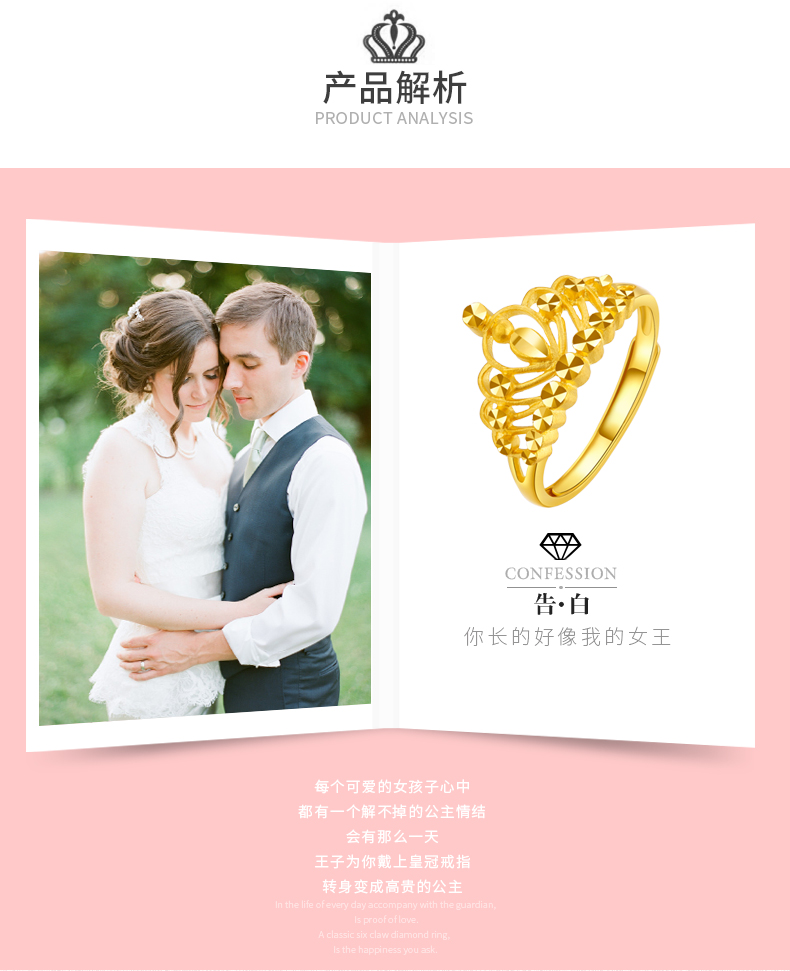 产品解析
PRODUCT ANALYSIS
CONFESSION
告·白
你长的好像我的女王
每个可爱的女孩子心中
都有一个解不掉的公主情结
会有那么一天
王子为你戴上皇冠戒指
转身变成高贵的公主
In the life of every day accompany with the guardian,
Is proof of love.
A classic six claw diamond ring,
Is the happiness you ask.